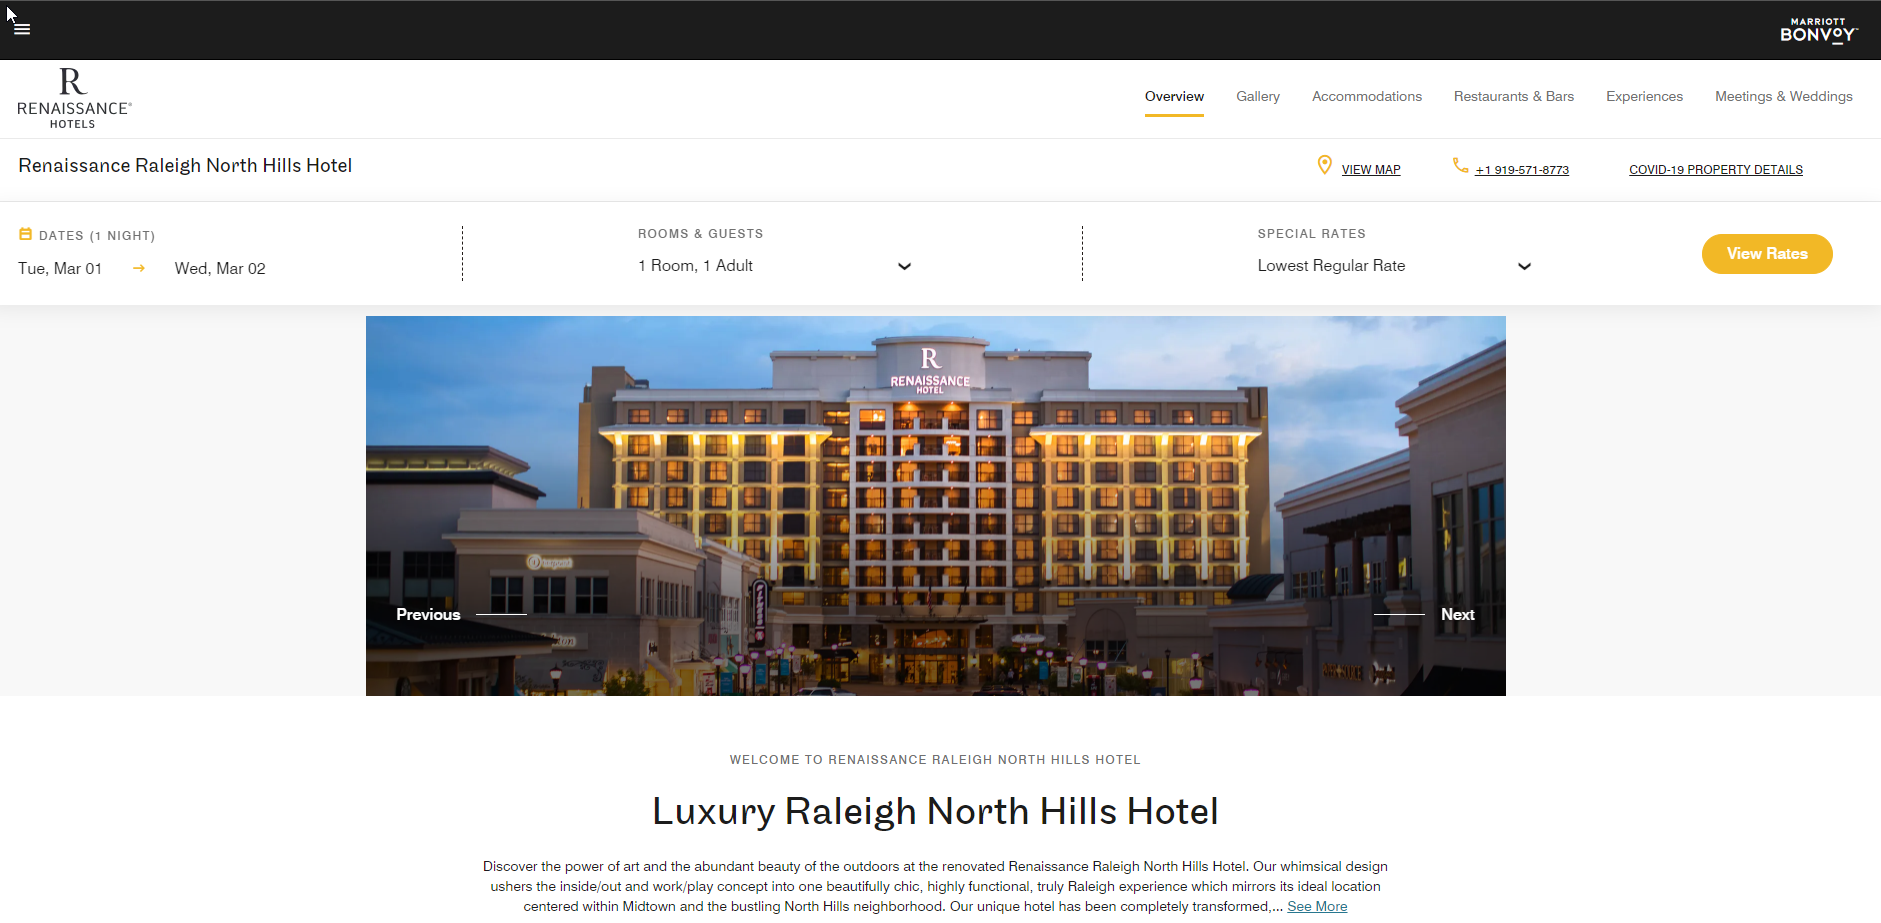 MARRIOTT
BONVOY™
R
RENAISSANCE®
HOTELS
Overview
Gallery
Accommodations
Restaurants & Bars
Experiences
Meetings & Weddings
Renaissance Raleigh North Hills Hotel
VIEW MAP
+1 919-571-8773
COVID-19 PROPERTY DETAILS
DATES (1 NIGHT)
Tue, Mar 01
Wed, Mar 02
ROOMS & GUESTS
1 Room, 1 Adult
SPECIAL RATES
Lowest Regular Rate
View Rates
R
RENAISSANCE
HOTEL
Previous
Next
WELCOME TO RENAISSANCE RALEIGH NORTH HILLS HOTEL
Luxury Raleigh North Hills Hotel
Discover the power of art and the abundant beauty of the outdoors at the renovated Renaissance Raleigh North Hills Hotel. Our whimsical design
ushers the inside/out and work/play concept into one beautifully chic, highly functional, truly Raleigh experience which mirrors its ideal location
centered within Midtown and the bustling North Hills neighborhood. Our unique hotel has been completely transformed,... See More